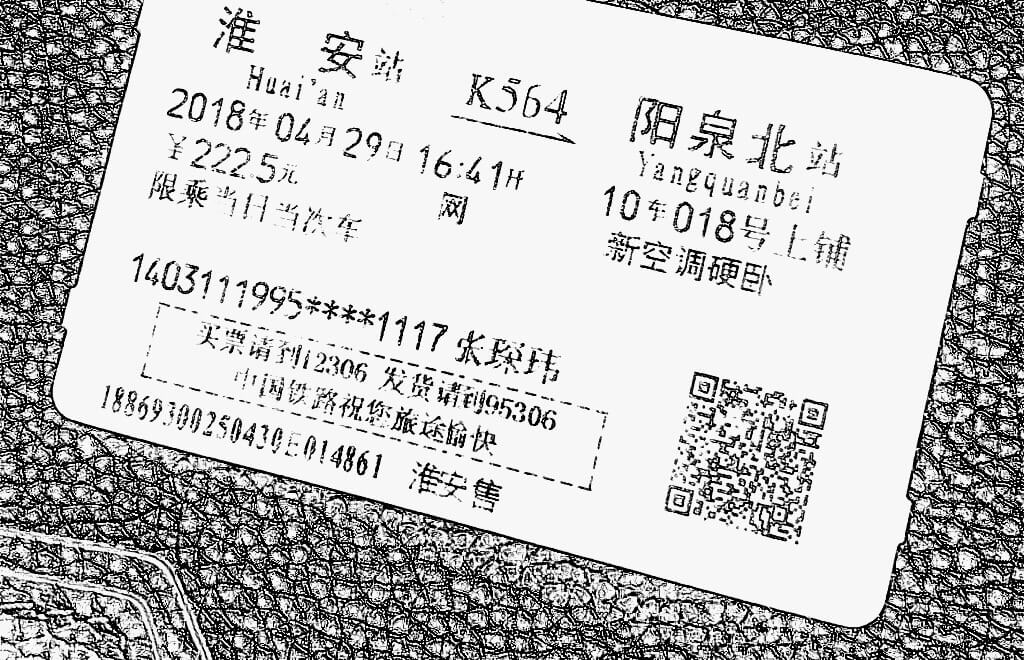 淮安站 K564 阳泉北站
Huai'an Yangquanbei
2018年04月29日 16:41开 10车018号上铺
￥222.5元 网 新空调硬卧
限乘当日当次车
1403111995****1117 张琛玮
买票请到12306 发货请到95306
中国铁路祝您旅途愉快
18869300250430E014861 淮安售